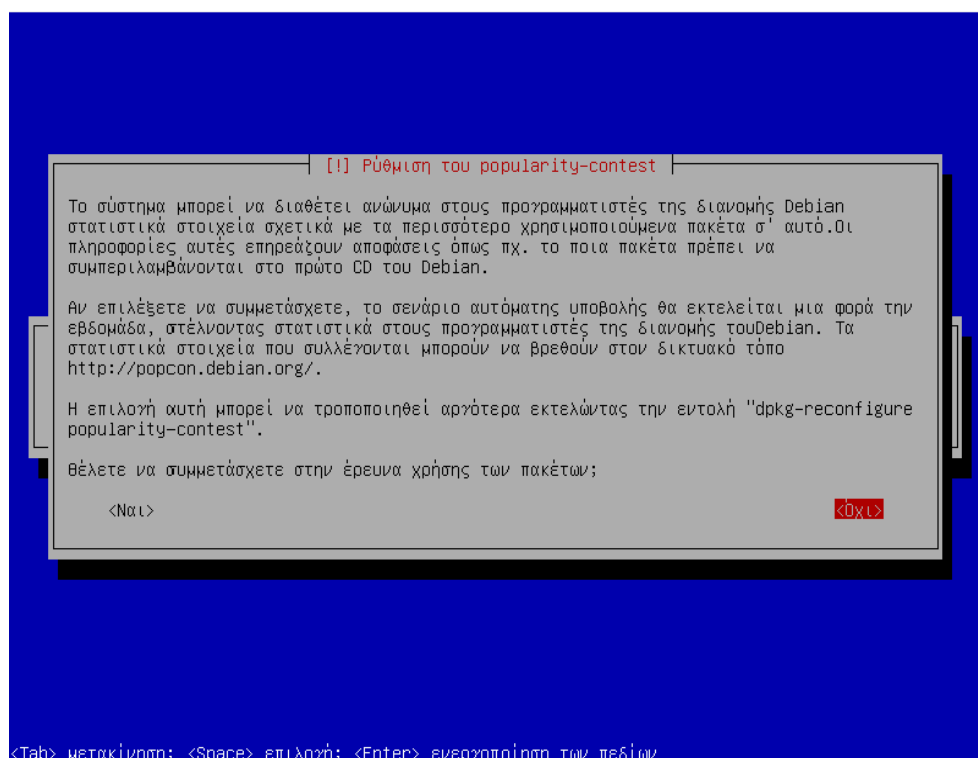 [!] Ρύθμιση του popularity-contest
Το σύστημα μπορεί να διαθέτει ανώνυμα στους προγραμματιστές της διανομής Debian
στατιστικά στοιχεία σχετικά με τα περισσότερο χρησιμοποιούμενα πακέτα σ' αυτό.Οι
πληροφορίες αυτές επηρεάζουν αποφάσεις όπως πχ. το ποια πακέτα πρέπει να
συμπεριλαμβάνονται στο πρώτο CD του Debian.
Αν επιλέξετε να συμμετάσχετε, το σενάριο αυτόματης υποβολής θα εκτελείται μια φορά την
εβδομάδα, στέλνοντας στατιστικά στους προγραμματιστές της διανομής τουDebian. Τα
στατιστικά στοιχεία που συλλέγονται μπορούν να βρεθούν στον δικτυακό τόπο
http://popcon.debian.org/.
Η επιλογή αυτή μπορεί να τροποποιηθεί αργότερα εκτελώντας την εντολή "dpkg-reconfigure
popularity-contest".
θέλετε να συμμετάσχετε στην έρευνα χρήσης των πακέτων;
<Ναι> <Όχι>
<Tab> μετακίνηση; <Space> επιλογή; <Enter> ενεργοποίηση των πεδίων